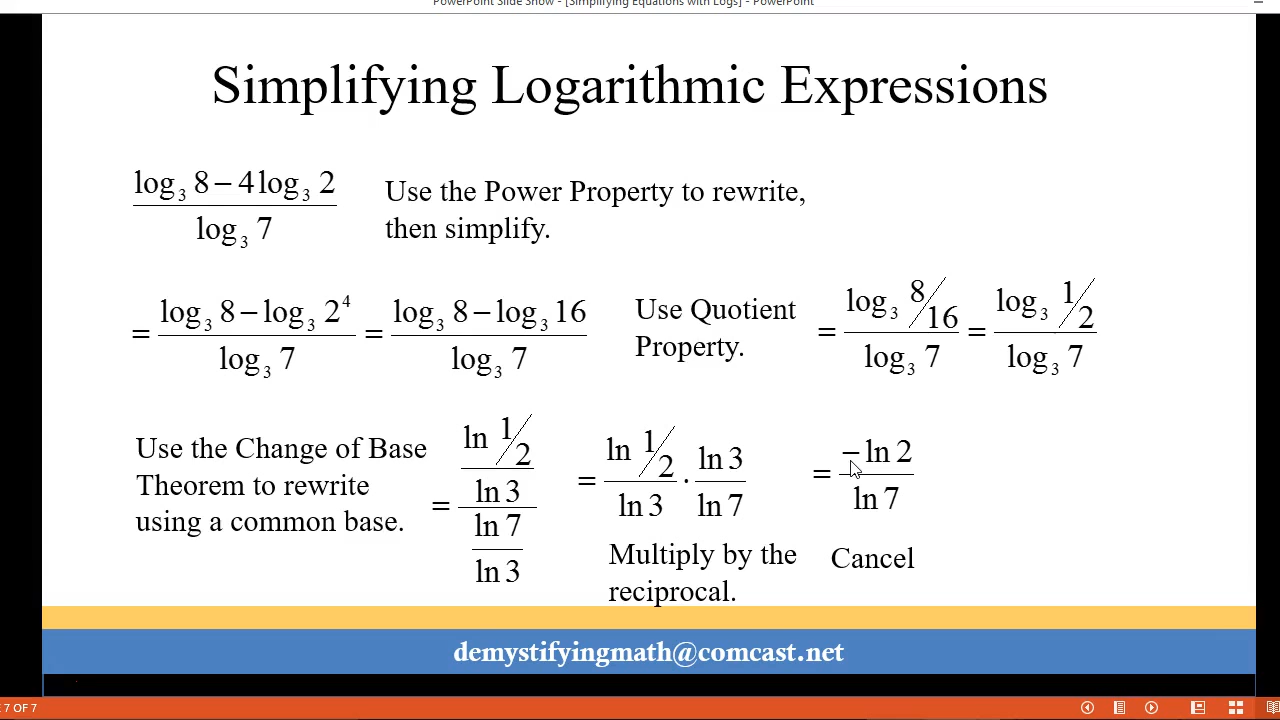 PowerPoint Slide Show - [Simplifying Equations with Logs] - PowerPoint
Simplifying Logarithmic Expressions
log₃ 8 − 4 log₃ 2 / log₃ 7
Use the Power Property to rewrite,
then simplify.
= log₃ 8 − log₃ 2⁴ / log₃ 7 = log₃ 8 − log₃ 16 / log₃ 7
Use Quotient
Property.
= log₃ 8/16 / log₃ 7 = log₃ 1/2 / log₃ 7
Use the Change of Base
Theorem to rewrite
using a common base.
= ln 1/2 / ln 3 / ln 7 / ln 3
= ln 1/2 / ln 3 · ln 3 / ln 7
Multiply by the
reciprocal.
= − ln 2 / ln 7
Cancel
demystifyingmath@comcast.net
7 OF 7